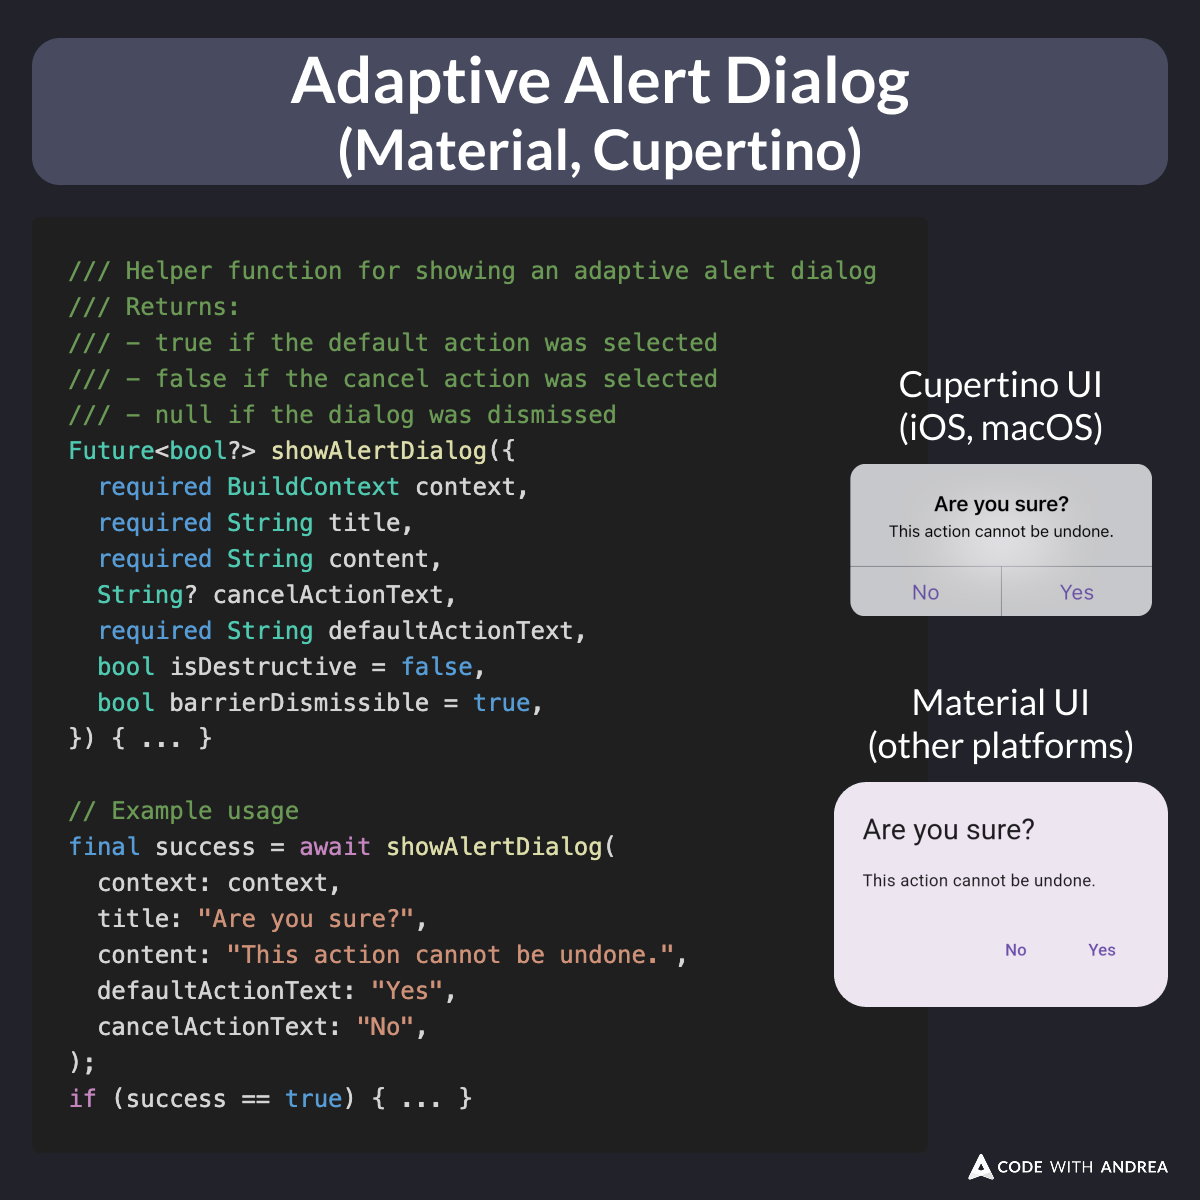 Adaptive Alert Dialog
(Material, Cupertino)
/// Helper function for showing an adaptive alert dialog
/// Returns:
/// - true if the default action was selected
/// - false if the cancel action was selected
/// - null if the dialog was dismissed
Future<bool?> showAlertDialog({
  required BuildContext context,
  required String title,
  required String content,
  String? cancelActionText,
  required String defaultActionText,
  bool isDestructive = false,
  bool barrierDismissible = true,
}) { ... }
// Example usage
final success = await showAlertDialog(
  context: context,
  title: "Are you sure?",
  content: "This action cannot be undone.",
  defaultActionText: "Yes",
  cancelActionText: "No",
);
if (success == true) { ... }
Cupertino UI
(iOS, macOS)
Are you sure?
This action cannot be undone.
No Yes
Material UI
(other platforms)
Are you sure?
This action cannot be undone.
No Yes
CODE WITH ANDREA